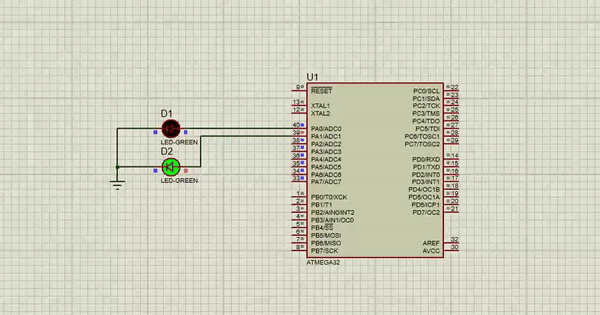 U1
9 RESET
13 XTAL1
12 XTAL2
40 PA0/ADC0
39 PA1/ADC1
38 PA2/ADC2
37 PA3/ADC3
36 PA4/ADC4
35 PA5/ADC5
34 PA6/ADC6
33 PA7/ADC7
1 PB0/T0/XCK
2 PB1/T1
3 PB2/AIN0/INT2
4 PB3/AIN1/OC0
5 PB4/SS
6 PB5/MOSI
7 PB6/MISO
8 PB7/SCK
PC0/SCL 22
PC1/SDA 23
PC2/TCK 24
PC3/TMS 25
PC4/TDO 26
PC5/TDI 27
PC6/TOSC1 28
PC7/TOSC2 29
PD0/RXD 14
PD1/TXD 15
PD2/INT0 16
PD3/INT1 17
PD4/OC1B 18
PD5/OC1A 19
PD6/ICP1 20
PD7/OC2 21
AREF 32
AVCC 30
ATMEGA32
D1
LED-GREEN
D2
LED-GREEN